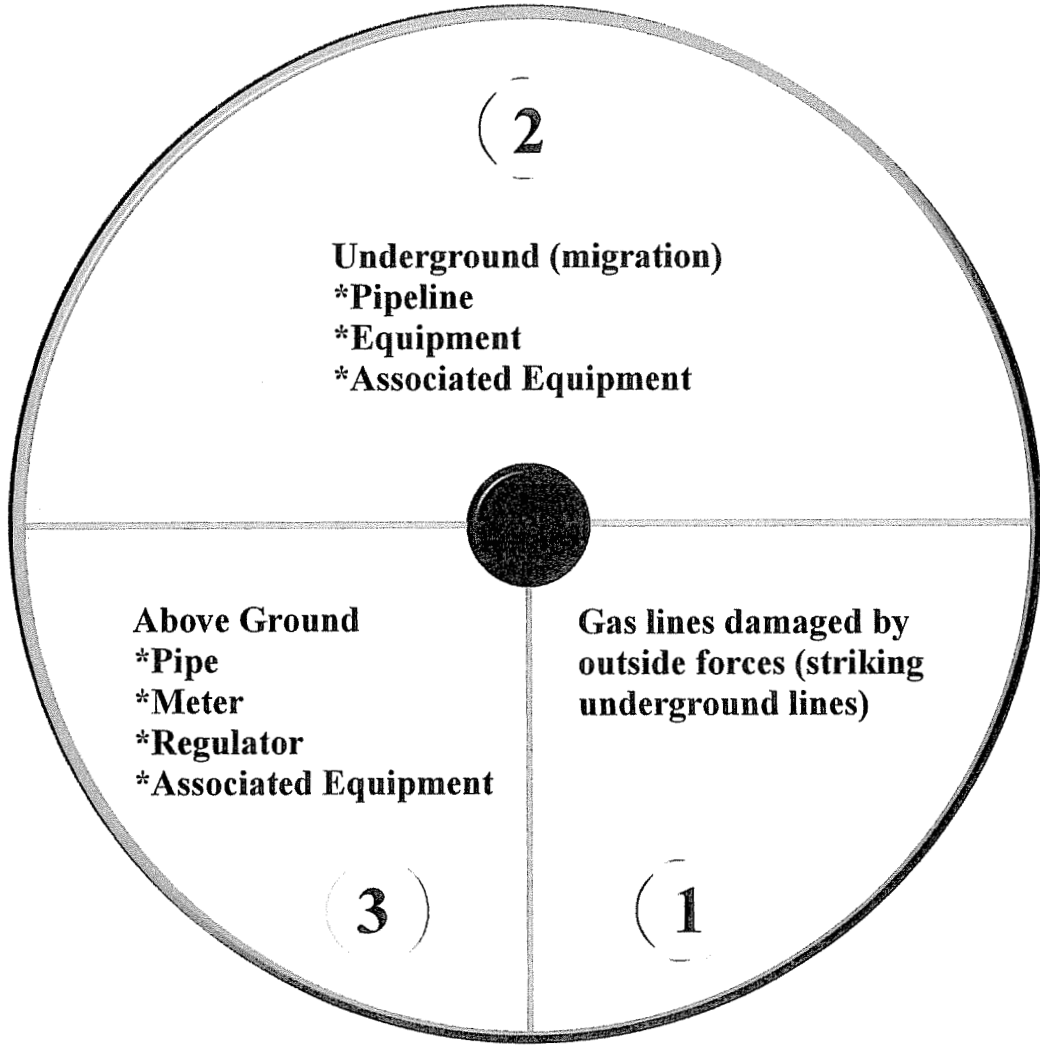 2
Underground (migration)
*Pipeline
*Equipment
*Associated Equipment
Above Ground
*Pipe
*Meter
*Regulator
*Associated Equipment
3
Gas lines damaged by
outside forces (striking
underground lines)
1